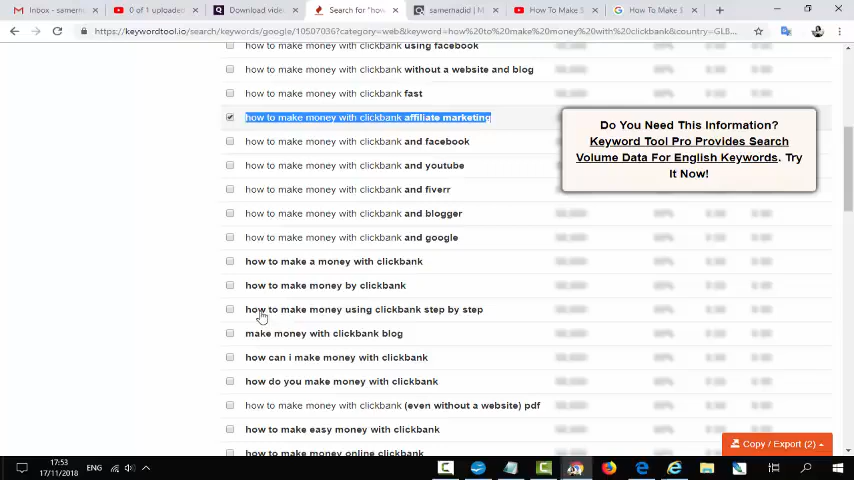 Inbox - samern
0 of 1 uploaded
Download video
Search for "how
samerhadid | M
How To Make S
How To Make S
https://keywordtool.io/search/keywords/google/10507036?category=web&keyword=how%20to%20make%20money%20with%20clickbank&country=GLB...
how to make money with clickbank using facebook
how to make money with clickbank without a website and blog
how to make money with clickbank fast
how to make money with clickbank affiliate marketing
how to make money with clickbank and facebook
how to make money with clickbank and youtube
how to make money with clickbank and fiverr
how to make money with clickbank and blogger
how to make money with clickbank and google
how to make a money with clickbank
how to make money by clickbank
how to make money using clickbank step by step
make money with clickbank blog
how can i make money with clickbank
how do you make money with clickbank
how to make money with clickbank (even without a website) pdf
how to make easy money with clickbank
how to make money online clickbank
Do You Need This Information?
Keyword Tool Pro Provides Search
Volume Data For English Keywords. Try
It Now!
Copy / Export (2)
17:53
ENG
17/11/2018